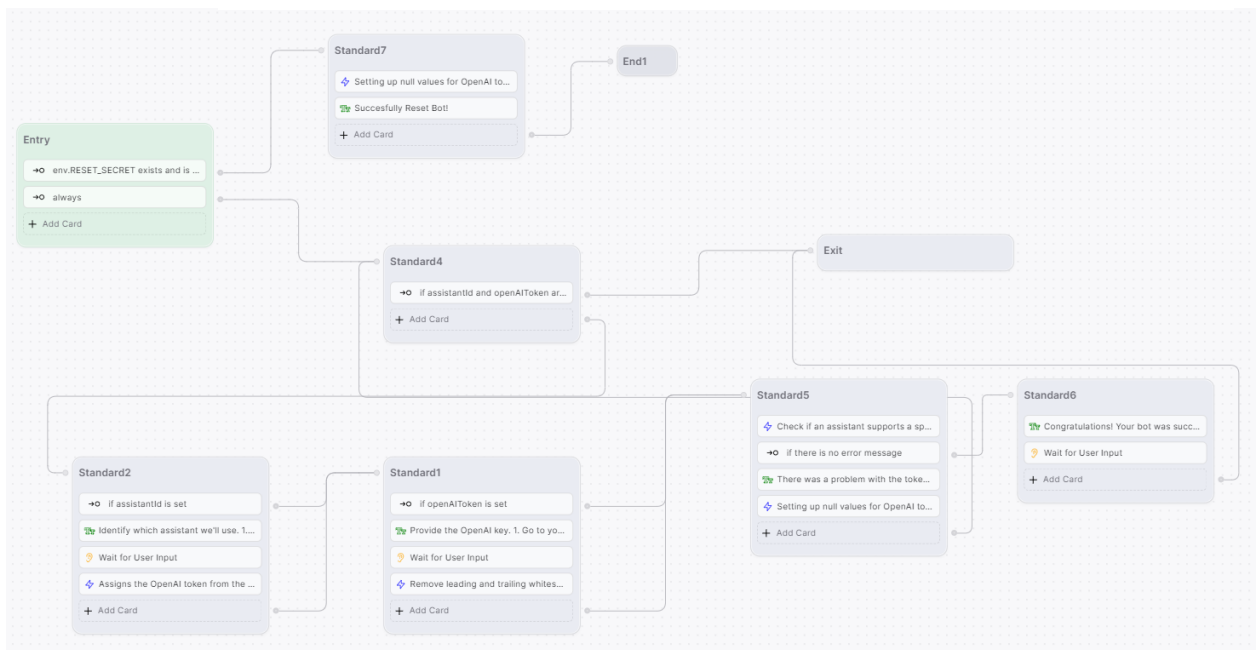 Standard7
Setting up null values for OpenAI to...
Succesfully Reset Bot!
+ Add Card
End1
Entry
env.RESET_SECRET exists and is ...
always
+ Add Card
Standard4
if assistantId and openAIToken ar...
+ Add Card
Exit
Standard2
if assistantId is set
Identify which assistant we'll use. 1....
Wait for User Input
Assigns the OpenAI token from the ...
+ Add Card
Standard1
if openAIToken is set
Provide the OpenAI key. 1. Go to yo...
Wait for User Input
Remove leading and trailing whites...
+ Add Card
Standard5
Check if an assistant supports a sp...
if there is no error message
There was a problem with the toke...
Setting up null values for OpenAI to...
+ Add Card
Standard6
Congratulations! Your bot was succ...
Wait for User Input
+ Add Card